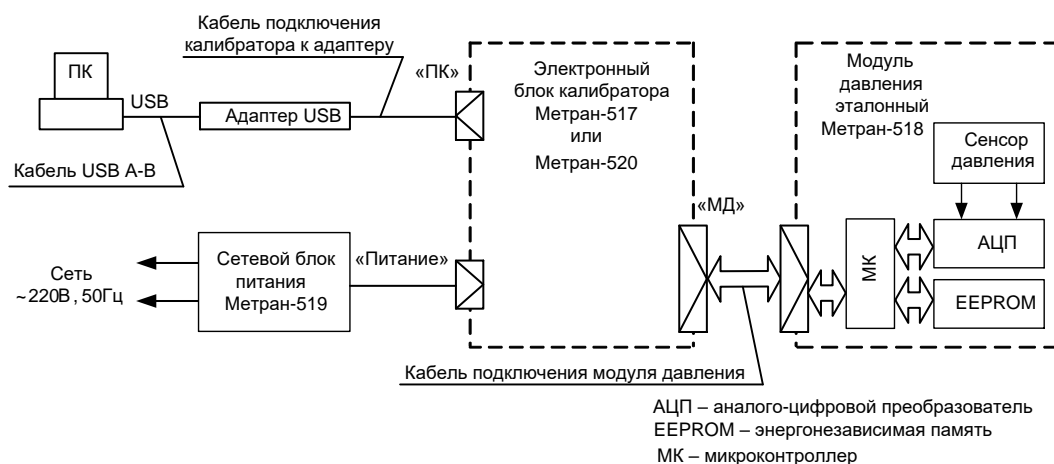 Кабель подключения
калибратора к адаптеру
ПК
USB
Адаптер USB
«ПК»
Кабель USB A-B
Электронный
блок калибратора
Метран-517
или
Метран-520
Модуль
давления
эталонный
Метран-518
Сенсор
давления
«МД»
МК
АЦП
EEPROM
Сеть
~220В, 50Гц
Сетевой блок
питания
Метран-519
«Питание»
Кабель подключения модуля давления
АЦП – аналого-цифровой преобразователь
EEPROM – энергонезависимая память
МК – микроконтроллер